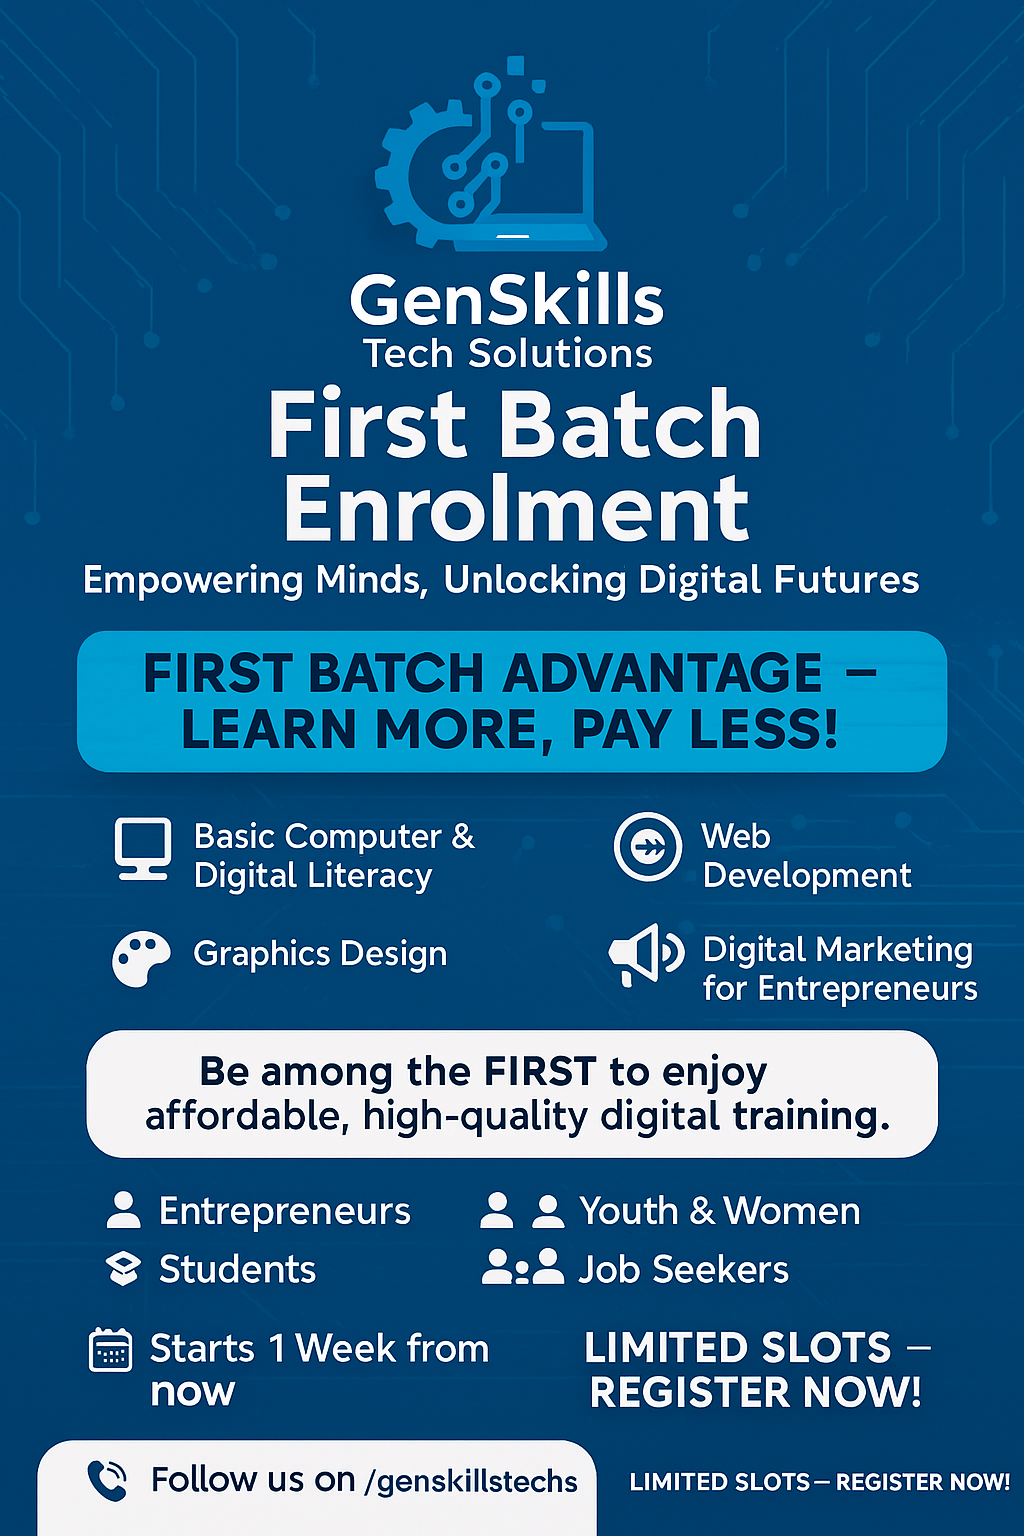 GenSkills
Tech Solutions
First Batch
Enrolment
Empowering Minds, Unlocking Digital Futures
FIRST BATCH ADVANTAGE –
LEARN MORE, PAY LESS!
Basic Computer &
Digital Literacy
Web
Development
Graphics Design
Digital Marketing
for Entrepreneurs
Be among the FIRST to enjoy
affordable, high-quality digital training.
Entrepreneurs
Youth & Women
Students
Job Seekers
Starts 1 Week from
now
LIMITED SLOTS –
REGISTER NOW!
Follow us on /genskillstechs
LIMITED SLOTS – REGISTER NOW!